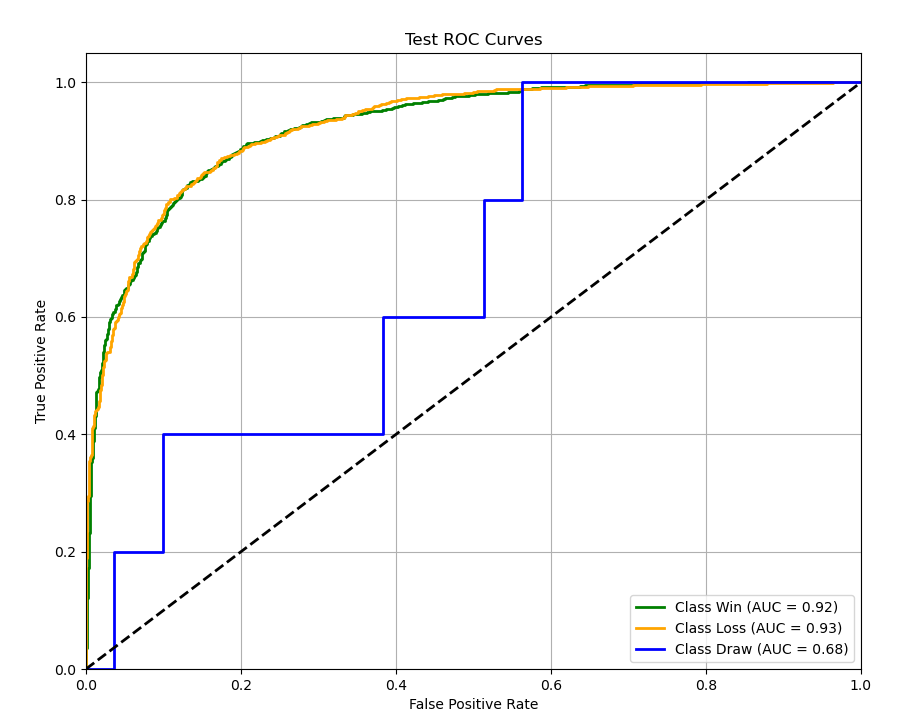 Test ROC Curves
True Positive Rate
1.0
0.8
0.6
0.4
0.2
0.0
0.0 0.2 0.4 0.6 0.8 1.0
False Positive Rate
Class Win (AUC = 0.92)
Class Loss (AUC = 0.93)
Class Draw (AUC = 0.68)